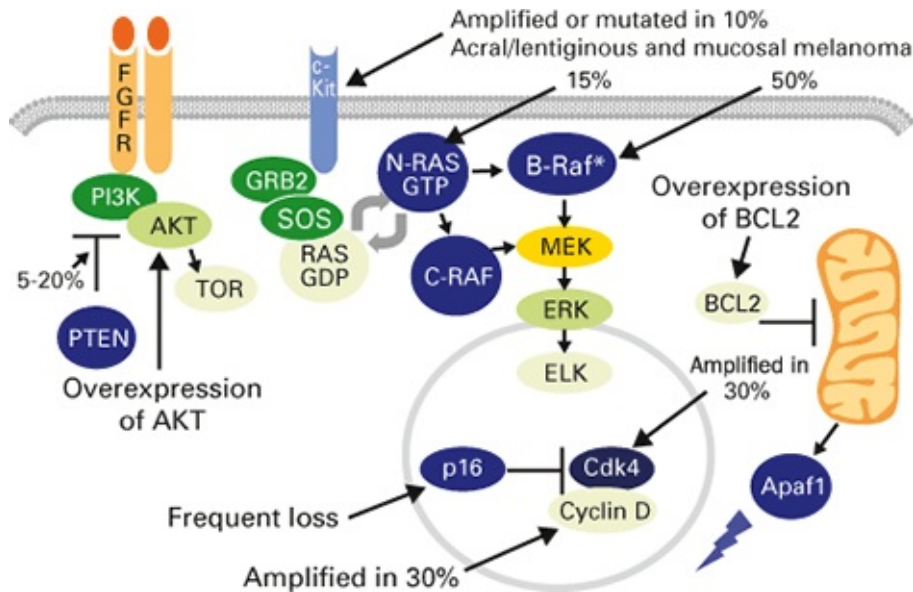 Amplified or mutated in 10%
Acral/lentiginous and mucosal melanoma
15%
50%
F
G
F
R
c-
Kit
PI3K
AKT
TOR
5-20%
PTEN
Overexpression
of AKT
GRB2
SOS
RAS
GDP
N-RAS
GTP
B-Raf*
C-RAF
MEK
ERK
ELK
Overexpression
of BCL2
BCL2
Amplified in
30%
p16
Cdk4
Cyclin D
Apaf1
Frequent loss
Amplified in 30%